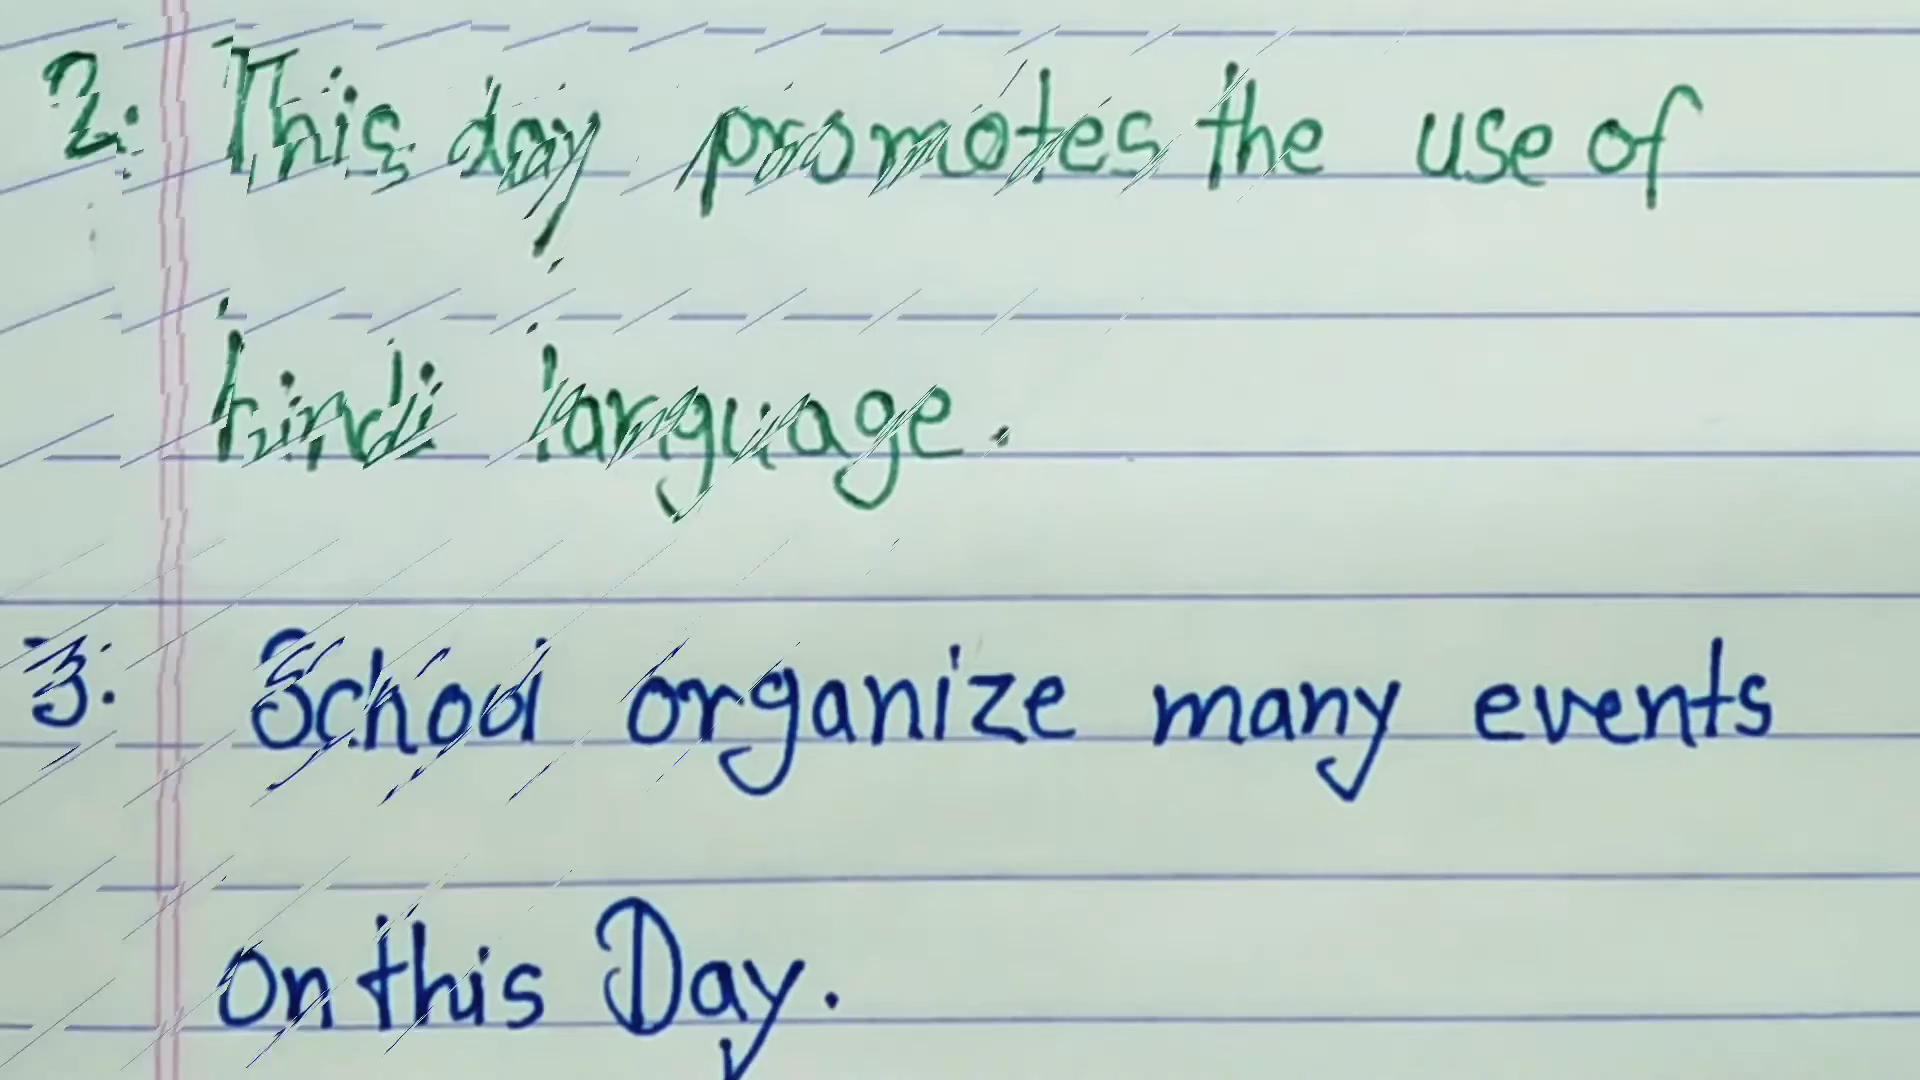 2: This day promotes the use of
hindi language.
3: School organize many events
on this Day.